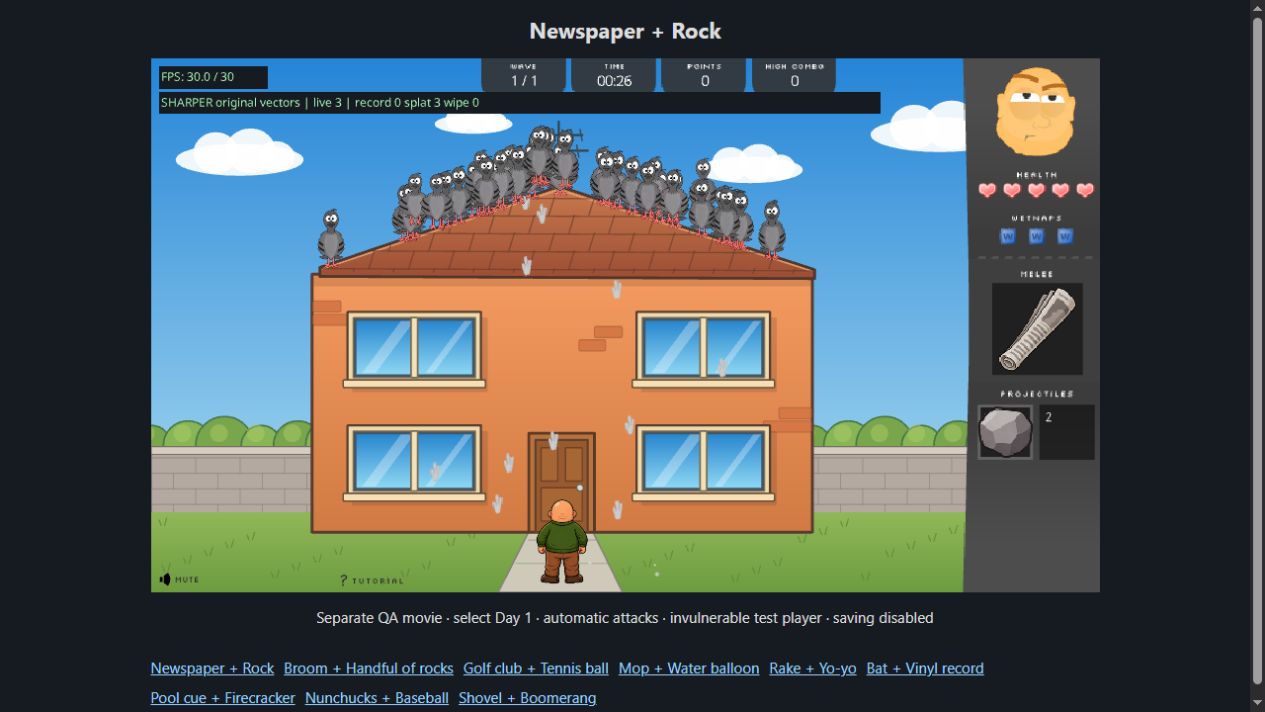 Newspaper + Rock
FPS: 30.0 / 30
WAVE
1 / 1
TIME
00:26
POINTS
0
HIGH COMBO
0
SHARPER original vectors | live 3 | record 0 splat 3 wipe 0
HEALTH
WETNAPS
W W W
MELEE
PROJECTILES
2
MUTE
? TUTORIAL
Separate QA movie · select Day 1 · automatic attacks · invulnerable test player · saving disabled
Newspaper + Rock Broom + Handful of rocks Golf club + Tennis ball Mop + Water balloon Rake + Yo-yo Bat + Vinyl record
Pool cue + Firecracker Nunchucks + Baseball Shovel + Boomerang